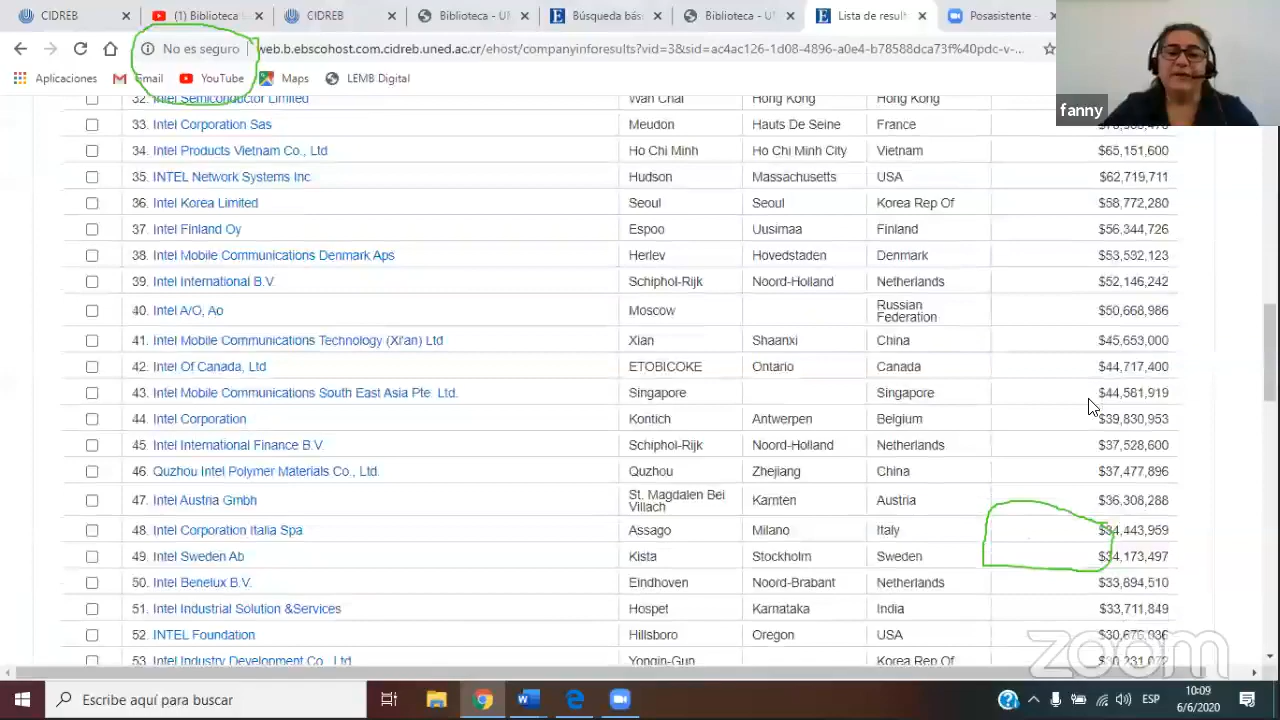 CIDREB
(1) Biblioteca
CIDREB
Biblioteca - U
Búsqueda bás
Biblioteca - U
Lista de result
Posasistente
No es seguro | web.b.ebscohost.com.cidreb.uned.ac.cr/ehost/companyinforesults?vid=3&sid=ac4ac126-1d08-4896-a0e4-b78588dca73f%40pdc-v-...
Aplicaciones Gmail YouTube Maps LEMB Digital
fanny
32. Intel Semiconductor Limited Wan Chai Hong Kong Hong Kong
33. Intel Corporation Sas Meudon Hauts De Seine France
34. Intel Products Vietnam Co., Ltd Ho Chi Minh Ho Chi Minh City Vietnam $65,151,600
35. INTEL Network Systems Inc Hudson Massachusetts USA $62,719,711
36. Intel Korea Limited Seoul Seoul Korea Rep Of $58,772,280
37. Intel Finland Oy Espoo Uusimaa Finland $56,344,726
38. Intel Mobile Communications Denmark Aps Herlev Hovedstaden Denmark $53,532,123
39. Intel International B.V. Schiphol-Rijk Noord-Holland Netherlands $52,146,242
40. Intel A/O, Ao Moscow Russian Federation $50,668,986
41. Intel Mobile Communications Technology (Xi'an) Ltd Xian Shaanxi China $45,653,000
42. Intel Of Canada, Ltd ETOBICOKE Ontario Canada $44,717,400
43. Intel Mobile Communications South East Asia Pte. Ltd. Singapore Singapore $44,581,919
44. Intel Corporation Kontich Antwerpen Belgium $39,830,953
45. Intel International Finance B.V. Schiphol-Rijk Noord-Holland Netherlands $37,528,600
46. Quzhou Intel Polymer Materials Co., Ltd. Quzhou Zhejiang China $37,477,896
47. Intel Austria Gmbh St. Magdalen Bei Villach Karnten Austria $36,308,288
48. Intel Corporation Italia Spa Assago Milano Italy $34,443,959
49. Intel Sweden Ab Kista Stockholm Sweden $34,173,497
50. Intel Benelux B.V. Eindhoven Noord-Brabant Netherlands $33,894,510
51. Intel Industrial Solution &Services Hospet Karnataka India $33,711,849
52. INTEL Foundation Hillsboro Oregon USA $30,676,036
53. Intel Industry Development Co., Ltd Yongin-Gun Korea Rep Of
zoom
Escribe aquí para buscar
ESP
10:09
6/6/2020